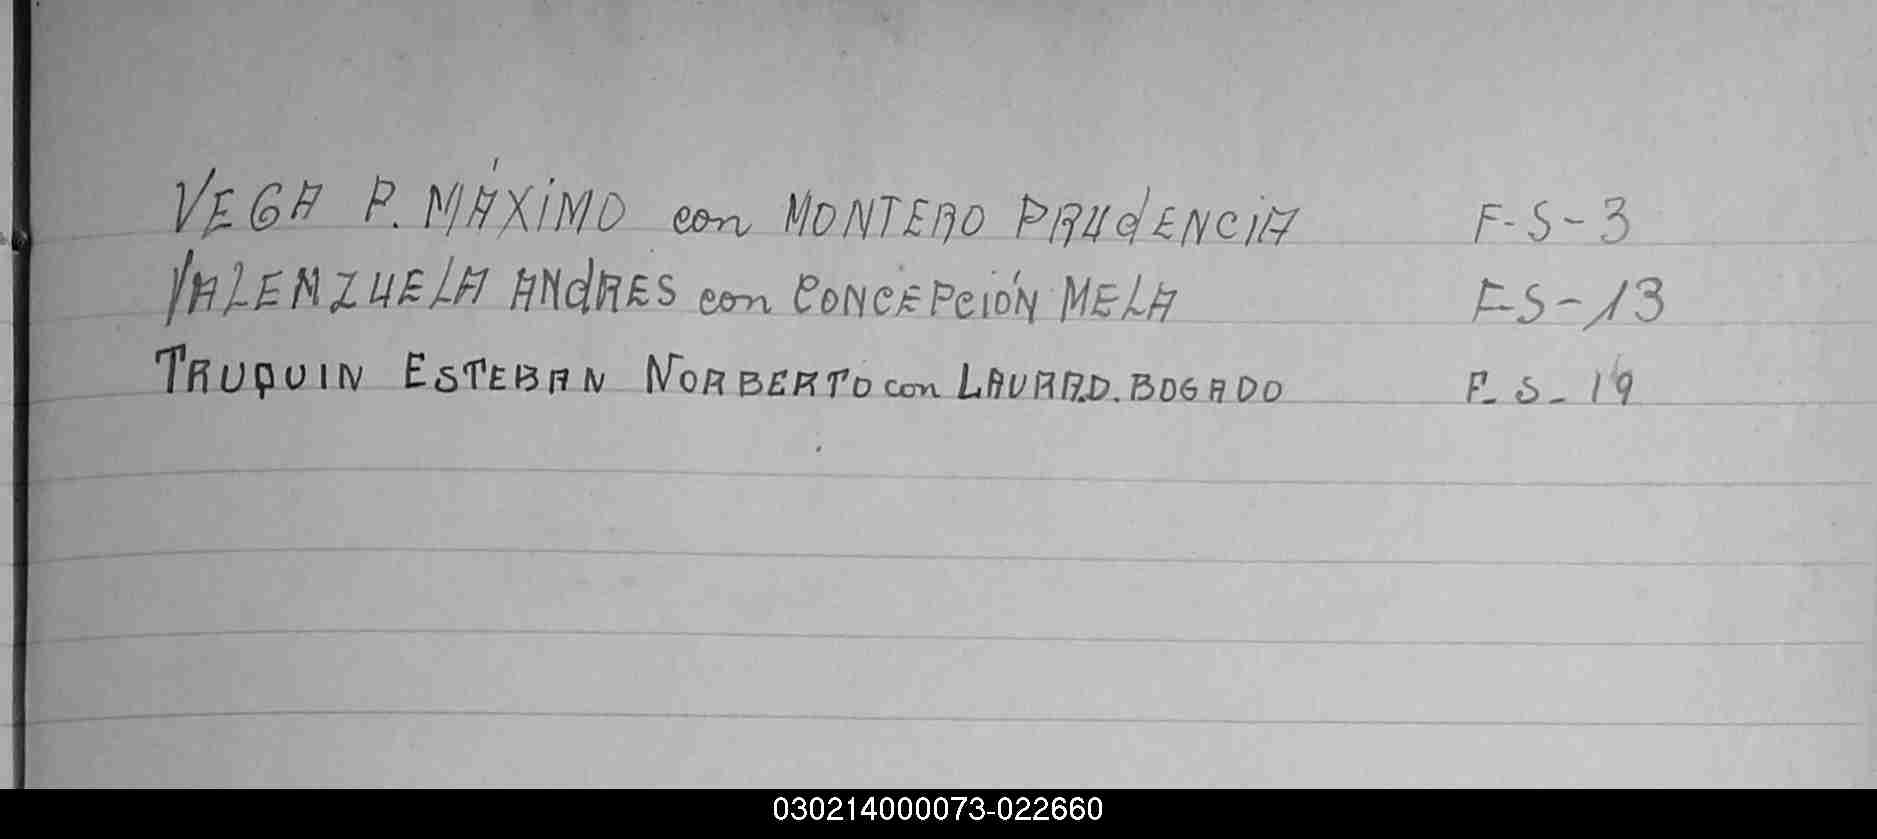 VEGA P. MÁXIMO con MONTERO PRUdENCIA F-S-3
VALENZUELA ANdRES con CONCEPCIÓN MELA F-S-13
TRUQUIN ESTEBAN NORBERTO con LAURA.D. BOGADO F-S-19
030214000073-022660